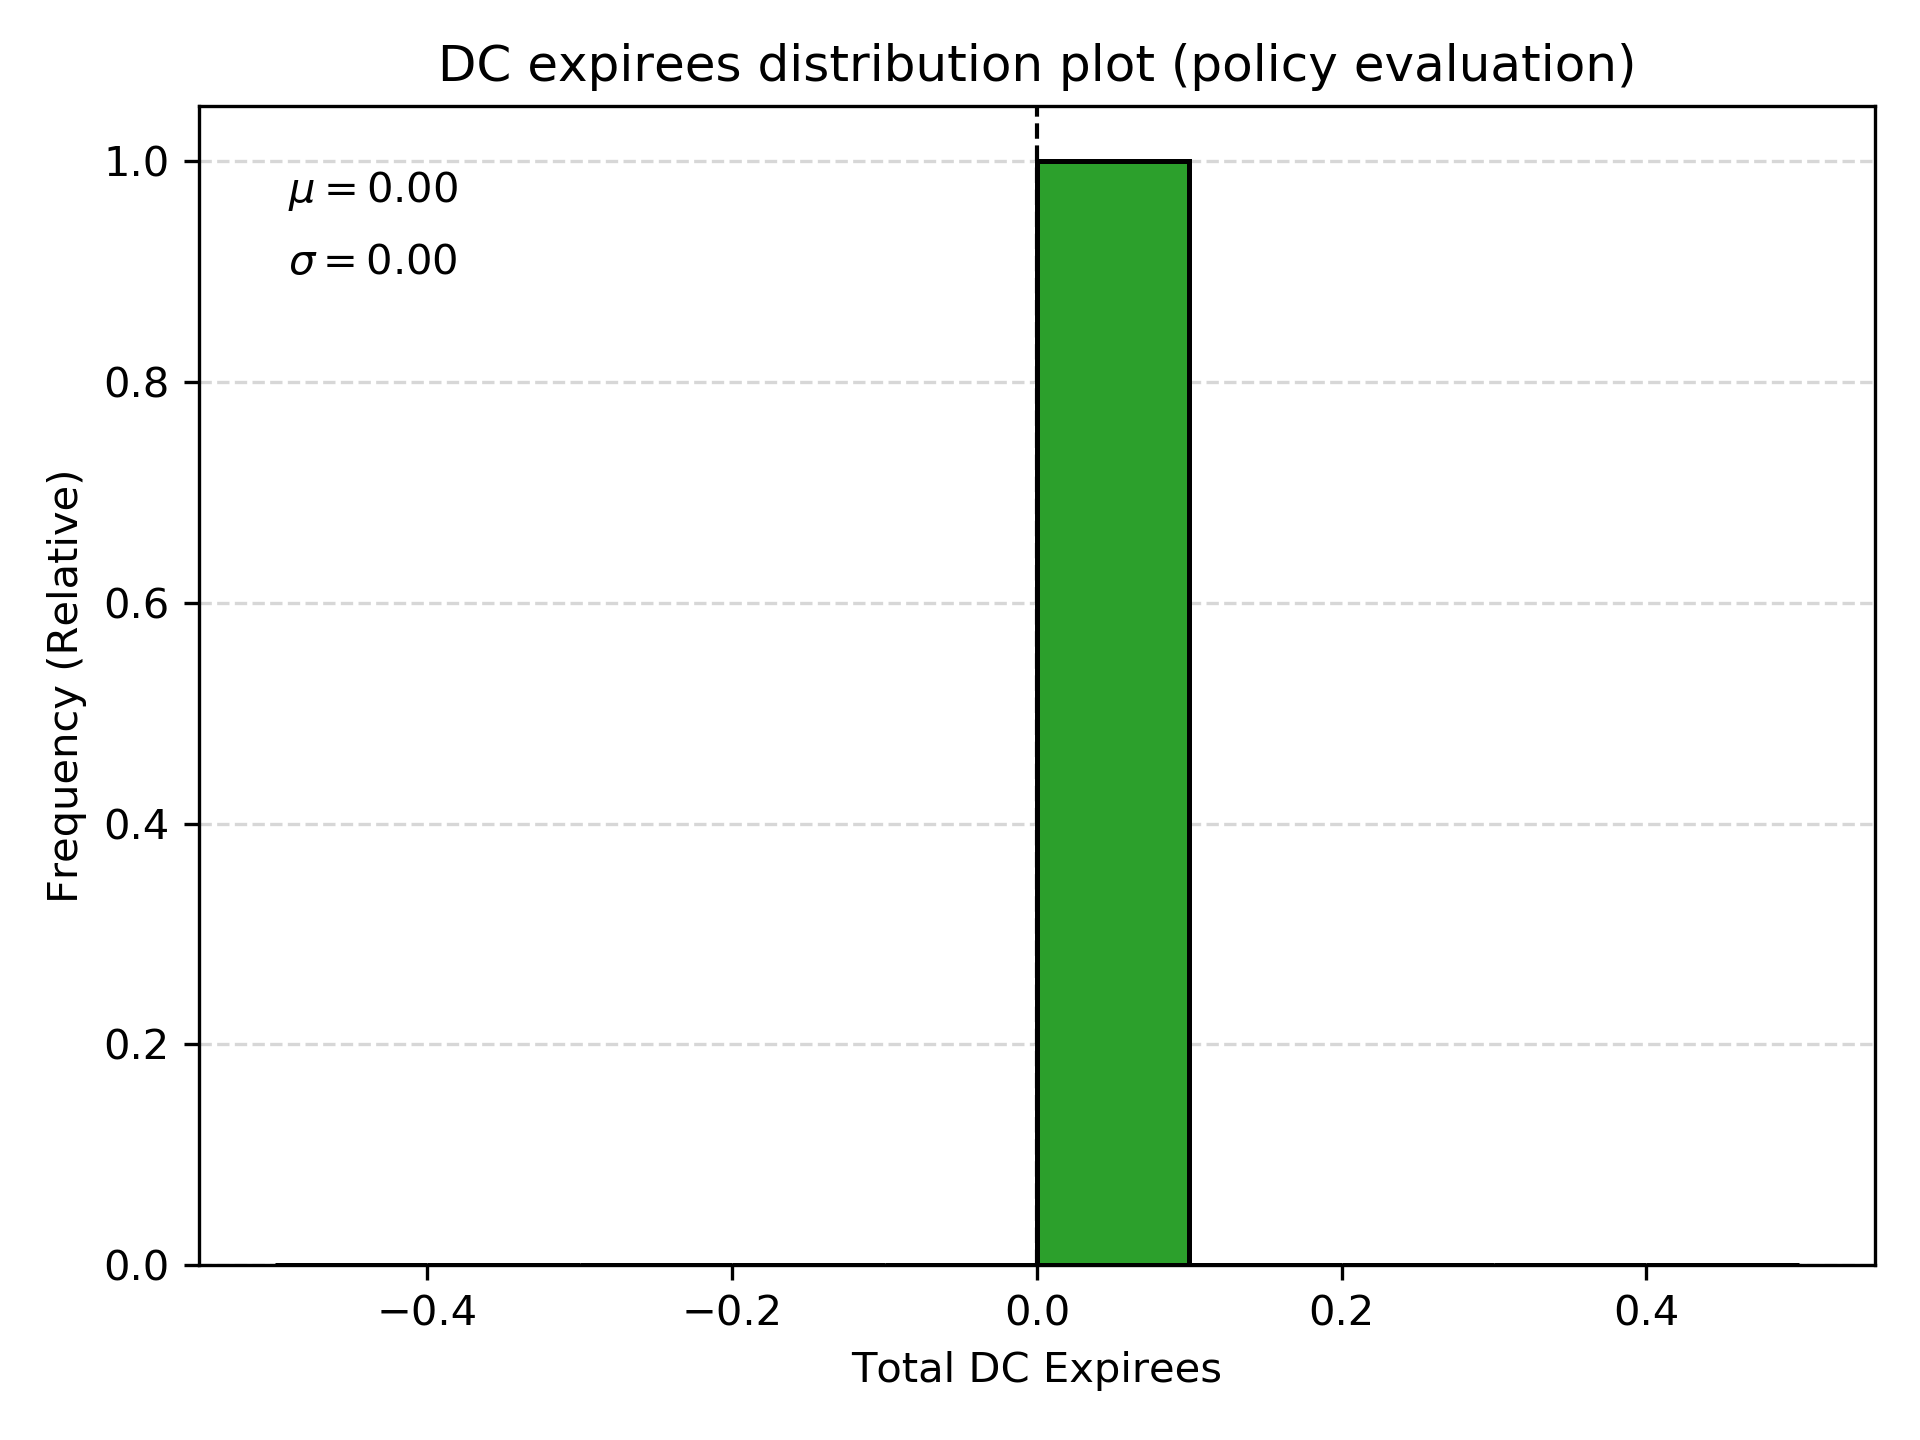 DC expirees distribution plot (policy evaluation)
1.0
μ = 0.00
σ = 0.00
0.8
0.6
0.4
0.2
0.0
Frequency (Relative)
−0.4
−0.2
0.0
0.2
0.4
Total DC Expirees